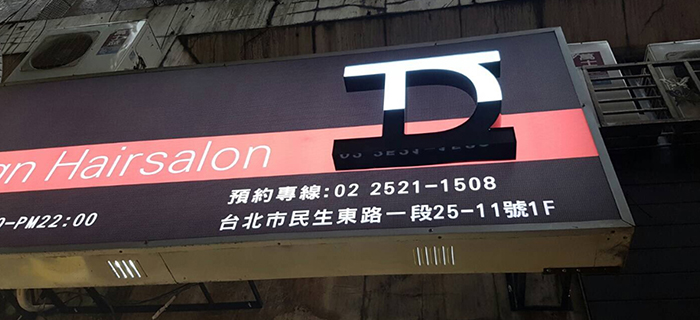 gn Hairsalon
預約專線:02 2521-1508
-PM22:00
台北市民生東路一段25-11號1F